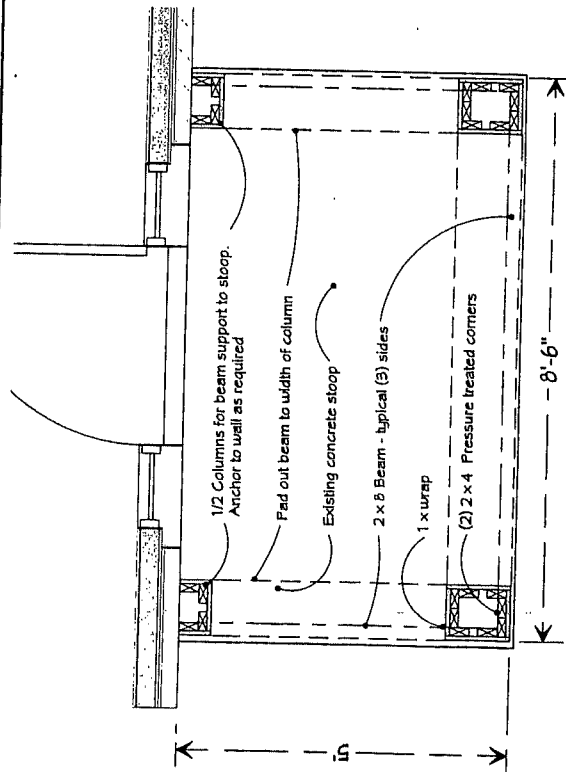 1/2 Columns for beam support to stoop.
Anchor to wall as required
Pad out beam to width of column
Existing concrete stoop
2 x 8 Beam - typical (3) sides
1 x wrap
(2) 2 x 4 Pressure treated corners
8'-6"
5'